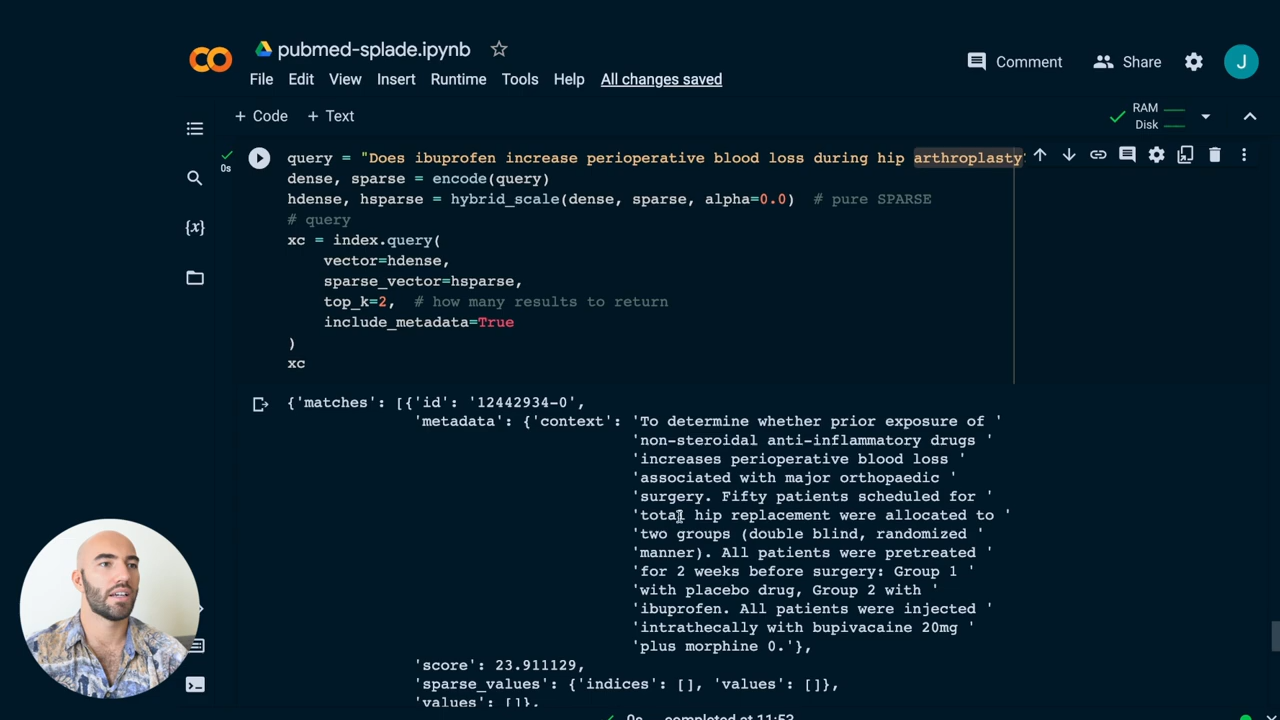 pubmed-splade.ipynb
File Edit View Insert Runtime Tools Help All changes saved
Comment Share J
+ Code + Text
RAM
Disk
0s
query = "Does ibuprofen increase perioperative blood loss during hip arthroplasty
dense, sparse = encode(query)
hdense, hsparse = hybrid_scale(dense, sparse, alpha=0.0)  # pure SPARSE
# query
xc = index.query(
    vector=hdense,
    sparse_vector=hsparse,
    top_k=2,  # how many results to return
    include_metadata=True
)
xc
{x}
{'matches': [{'id': '12442934-0',
'metadata': {'context': 'To determine whether prior exposure of '
'non-steroidal anti-inflammatory drugs '
'increases perioperative blood loss '
'associated with major orthopaedic '
'surgery. Fifty patients scheduled for '
'total hip replacement were allocated to '
'two groups (double blind, randomized '
'manner). All patients were pretreated '
'for 2 weeks before surgery: Group 1 '
'with placebo drug, Group 2 with '
'ibuprofen. All patients were injected '
'intrathecally with bupivacaine 20mg '
'plus morphine 0.'},
'score': 23.911129,
'sparse_values': {'indices': [], 'values': []},
'values': []},
0s completed at 11:53